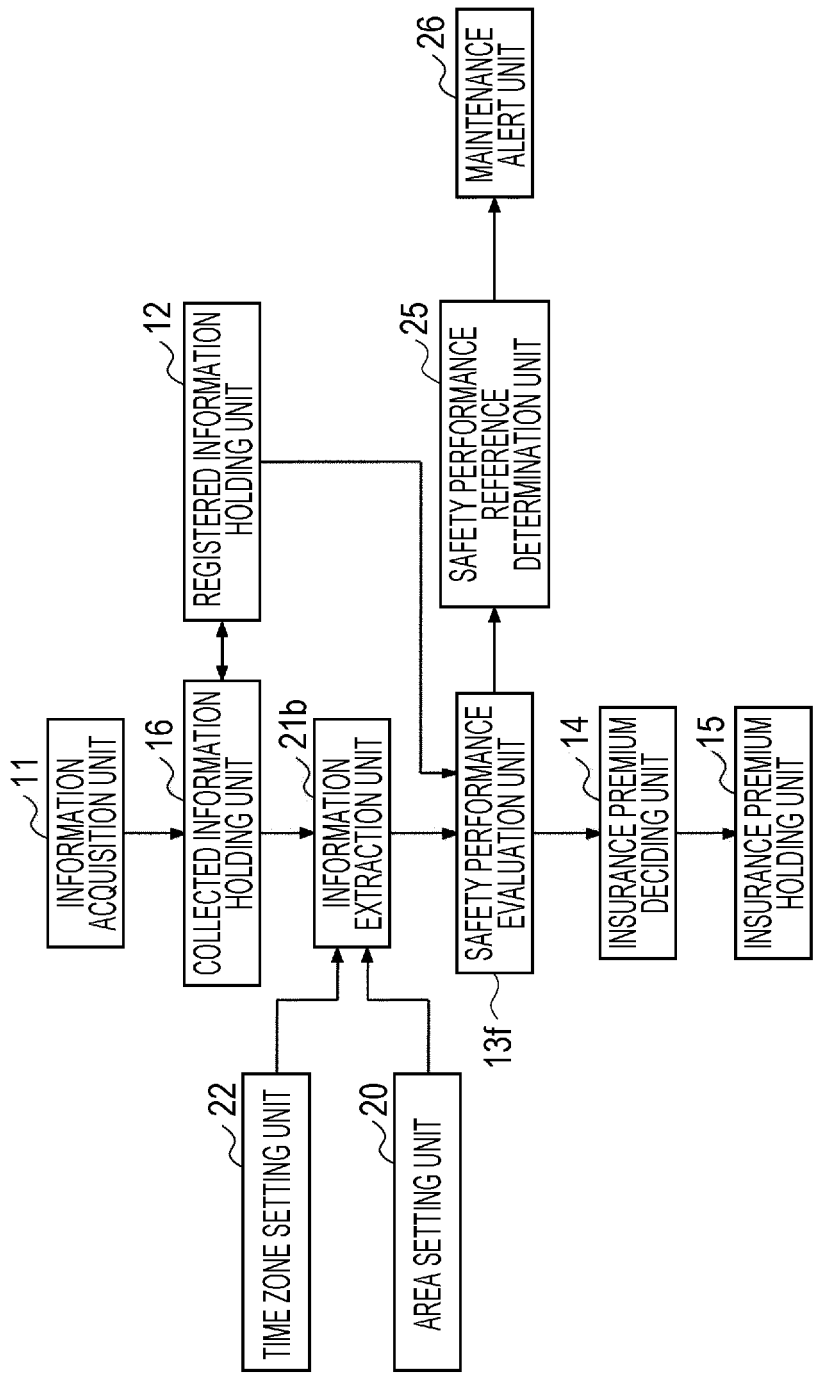 11
INFORMATION
ACQUISITION UNIT
16
COLLECTED INFORMATION
HOLDING UNIT
12
REGISTERED INFORMATION
HOLDING UNIT
22
TIME ZONE SETTING UNIT
21b
INFORMATION
EXTRACTION UNIT
20
AREA SETTING UNIT
13f
SAFETY PERFORMANCE
EVALUATION UNIT
25
SAFETY PERFORMANCE
REFERENCE
DETERMINATION UNIT
26
MAINTENANCE
ALERT UNIT
14
INSURANCE PREMIUM
DECIDING UNIT
15
INSURANCE PREMIUM
HOLDING UNIT